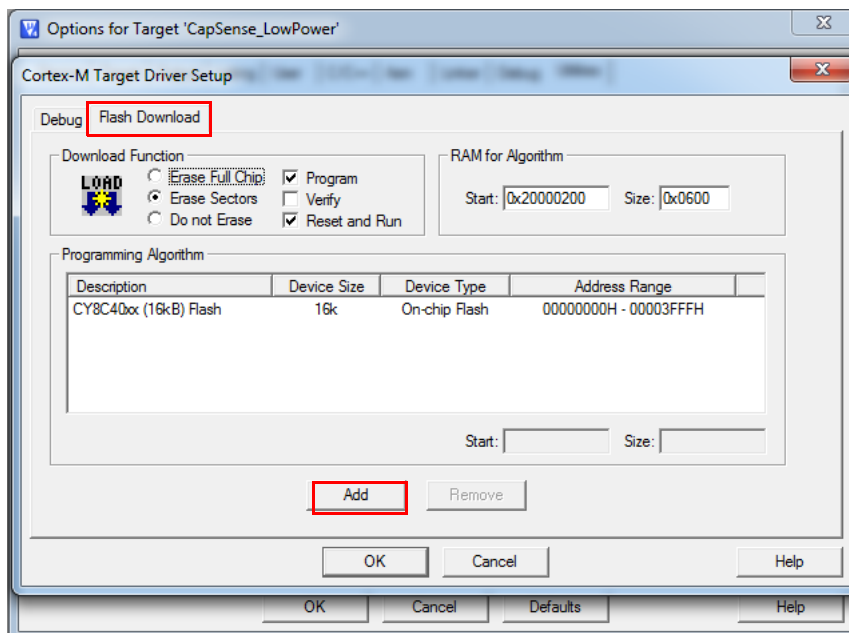 Options for Target 'CapSense_LowPower'
Cortex-M Target Driver Setup
Debug Flash Download
Download Function
LOAD
Erase Full Chip
Erase Sectors
Do not Erase
Program
Verify
Reset and Run
RAM for Algorithm
Start: 0x20000200 Size: 0x0600
Programming Algorithm
Description Device Size Device Type Address Range
CY8C40xx (16kB) Flash 16k On-chip Flash 00000000H - 00003FFFH
Start: Size:
Add Remove
OK Cancel Help
OK Cancel Defaults Help